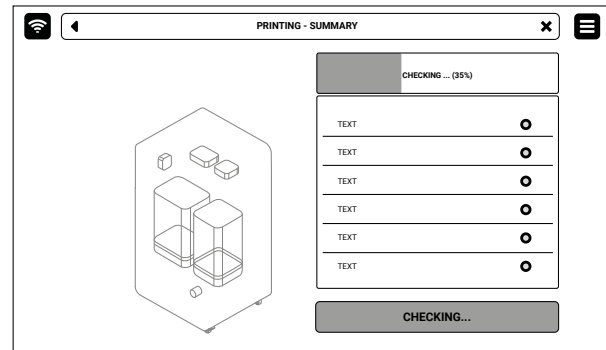 PRINTING - SUMMARY
CHECKING ... (35%)
TEXT
TEXT
TEXT
TEXT
TEXT
TEXT
CHECKING...